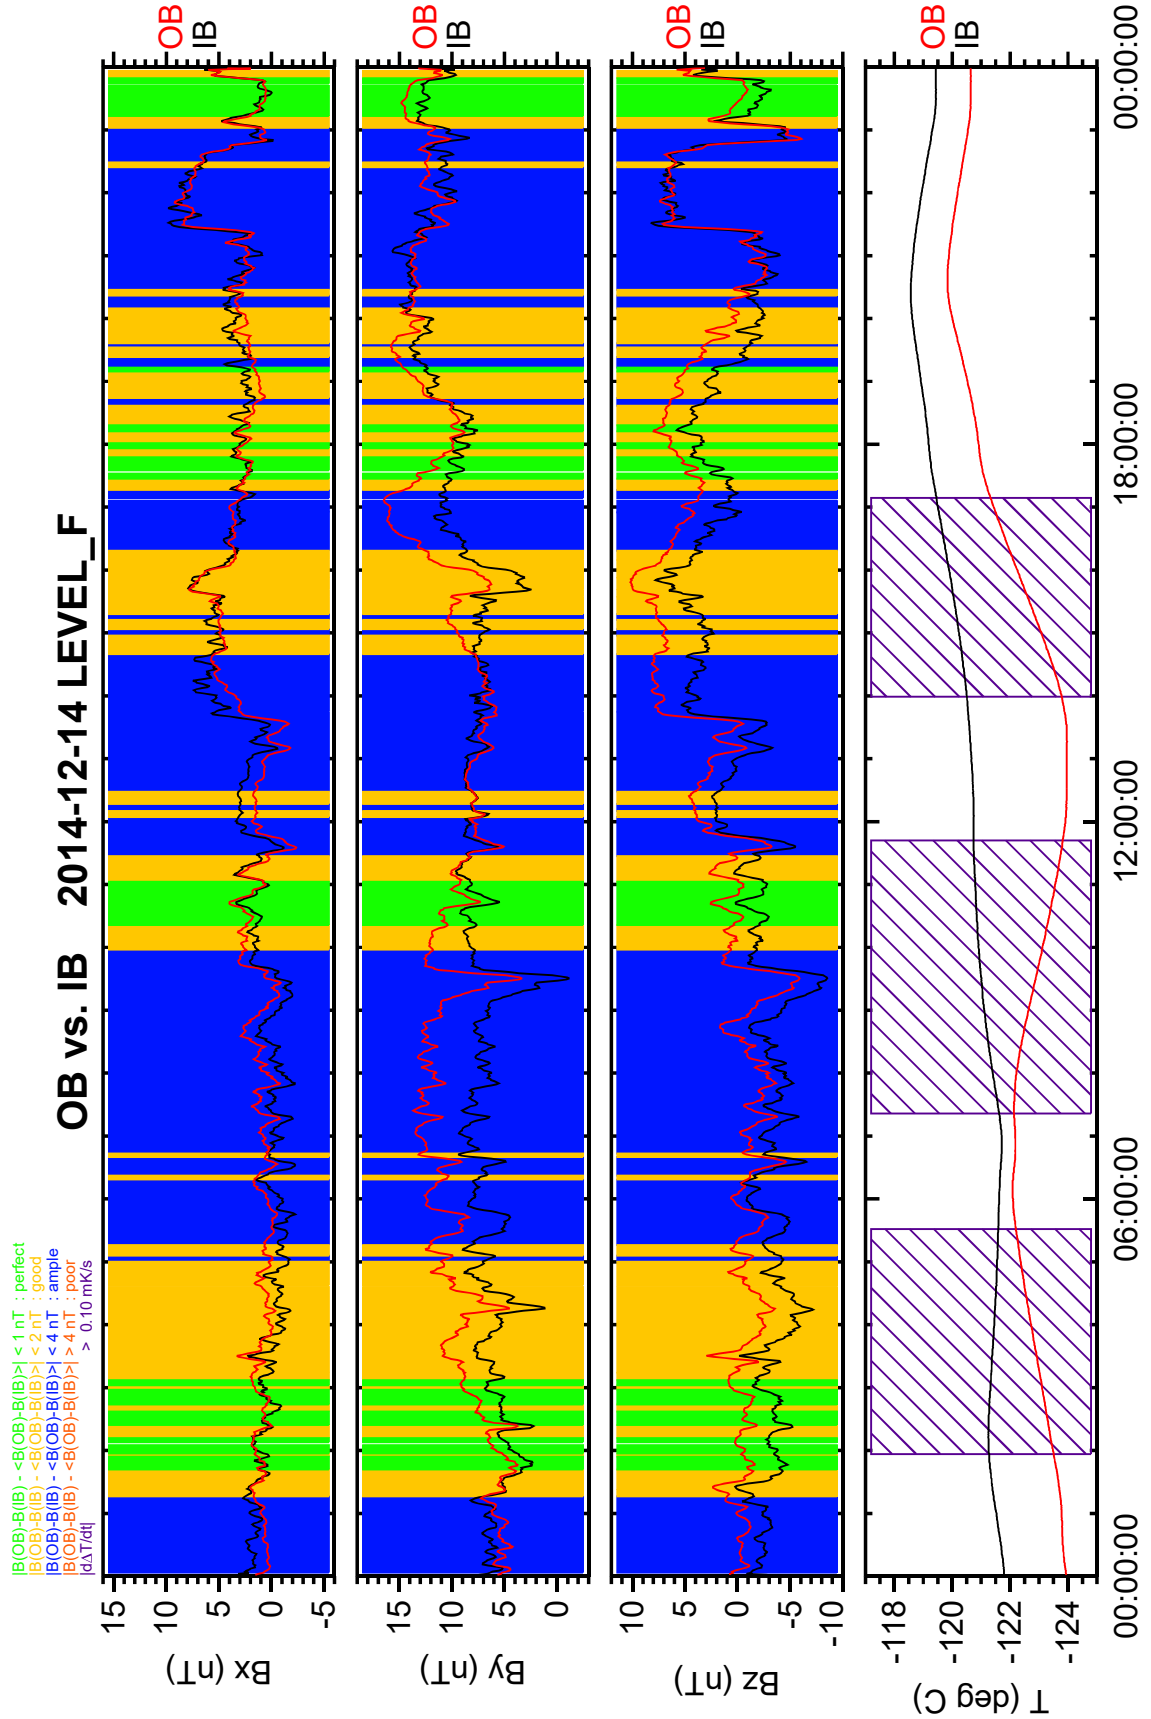 OB vs. IB 2014-12-14 LEVEL_F
|B(OB)-B(IB) - <B(OB)-B(IB)>| < 1 nT : perfect
|B(OB)-B(IB) - <B(OB)-B(IB)>| < 2 nT : good
|B(OB)-B(IB) - <B(OB)-B(IB)>| < 4 nT : ample
|B(OB)-B(IB) - <B(OB)-B(IB)>| > 4 nT : poor
|dΔT/dt| > 0.10 mK/s
Bx (nT)
15
10
5
0
-5
OB
IB
By (nT)
15
10
5
0
OB
IB
Bz (nT)
10
5
0
-5
-10
OB
IB
T (deg C)
-118
-120
-122
-124
OB
IB
00:00:00 06:00:00 12:00:00 18:00:00 00:00:00